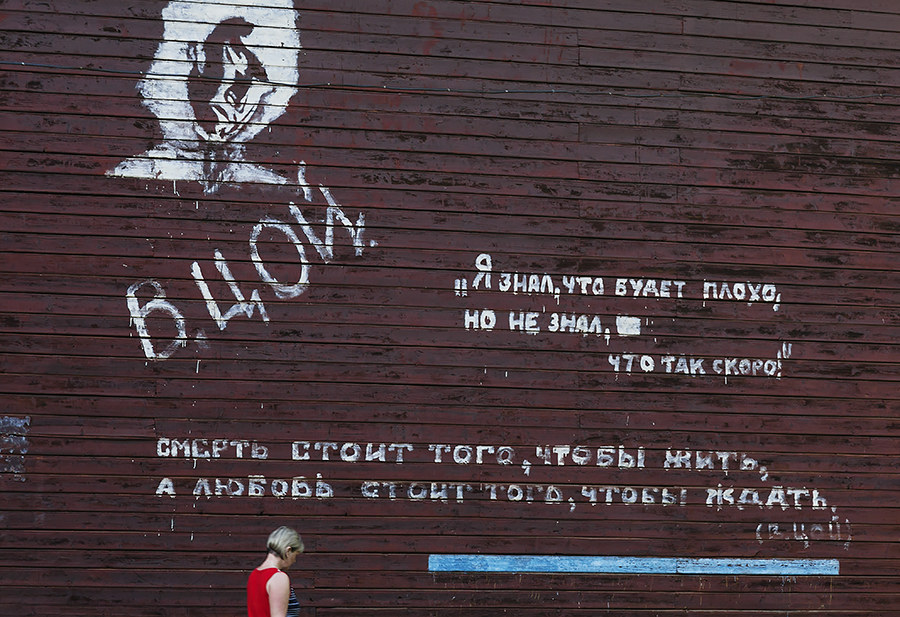 В. ЦОЙ.
„Я ЗНАЛ, ЧТО БУДЕТ ПЛОХО,
НО НЕ ЗНАЛ,
ЧТО ТАК СКОРО!"
СМЕРТЬ СТОИТ ТОГО, ЧТОБЫ ЖИТЬ,
А ЛЮБОВЬ СТОИТ ТОГО, ЧТОБЫ ЖДАТЬ.
(В.ЦОЙ)